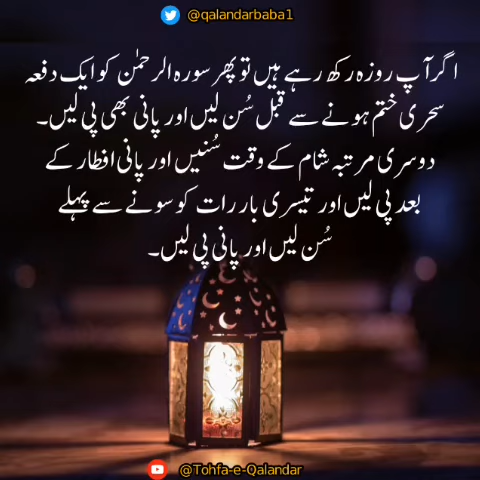 @qalandarbaba1
اگر آپ روزہ رکھ رہے ہیں تو پھر سورہ الرحمٰن کو ایک دفعہ
سحری ختم ہونے سے قبل سُن لیں اور پانی بھی پی لیں۔
دوسری مرتبہ شام کے وقت سُنیں اور پانی افطار کے
بعد پی لیں اور تیسری بار رات کو سونے سے پہلے
سُن لیں اور پانی پی لیں۔
@Tohfa-e-Qalandar